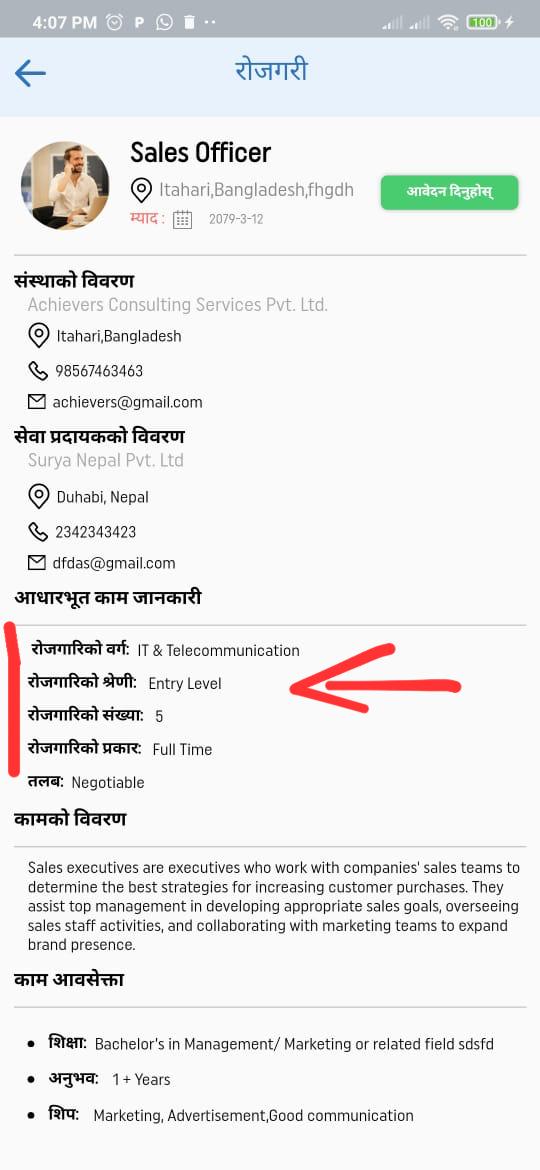 4:07 PM P
100
रोजगरी
Sales Officer
Itahari,Bangladesh,fhgdh
आवेदन दिनुहोस्
म्याद : 2079-3-12
संस्थाको विवरण
Achievers Consulting Services Pvt. Ltd.
Itahari,Bangladesh
98567463463
achievers@gmail.com
सेवा प्रदायकको विवरण
Surya Nepal Pvt. Ltd
Duhabi, Nepal
2342343423
dfdas@gmail.com
आधारभूत काम जानकारी
रोजगारिको वर्ग: IT & Telecommunication
रोजगारिको श्रेणी: Entry Level
रोजगारिको संख्या: 5
रोजगारिको प्रकार: Full Time
तलब: Negotiable
कामको विवरण
Sales executives are executives who work with companies' sales teams to
determine the best strategies for increasing customer purchases. They
assist top management in developing appropriate sales goals, overseeing
sales staff activities, and collaborating with marketing teams to expand
brand presence.
काम आवसेक्ता
• शिक्षा: Bachelor's in Management/ Marketing or related field sdsfd
• अनुभव: 1 + Years
• शिप: Marketing, Advertisement,Good communication